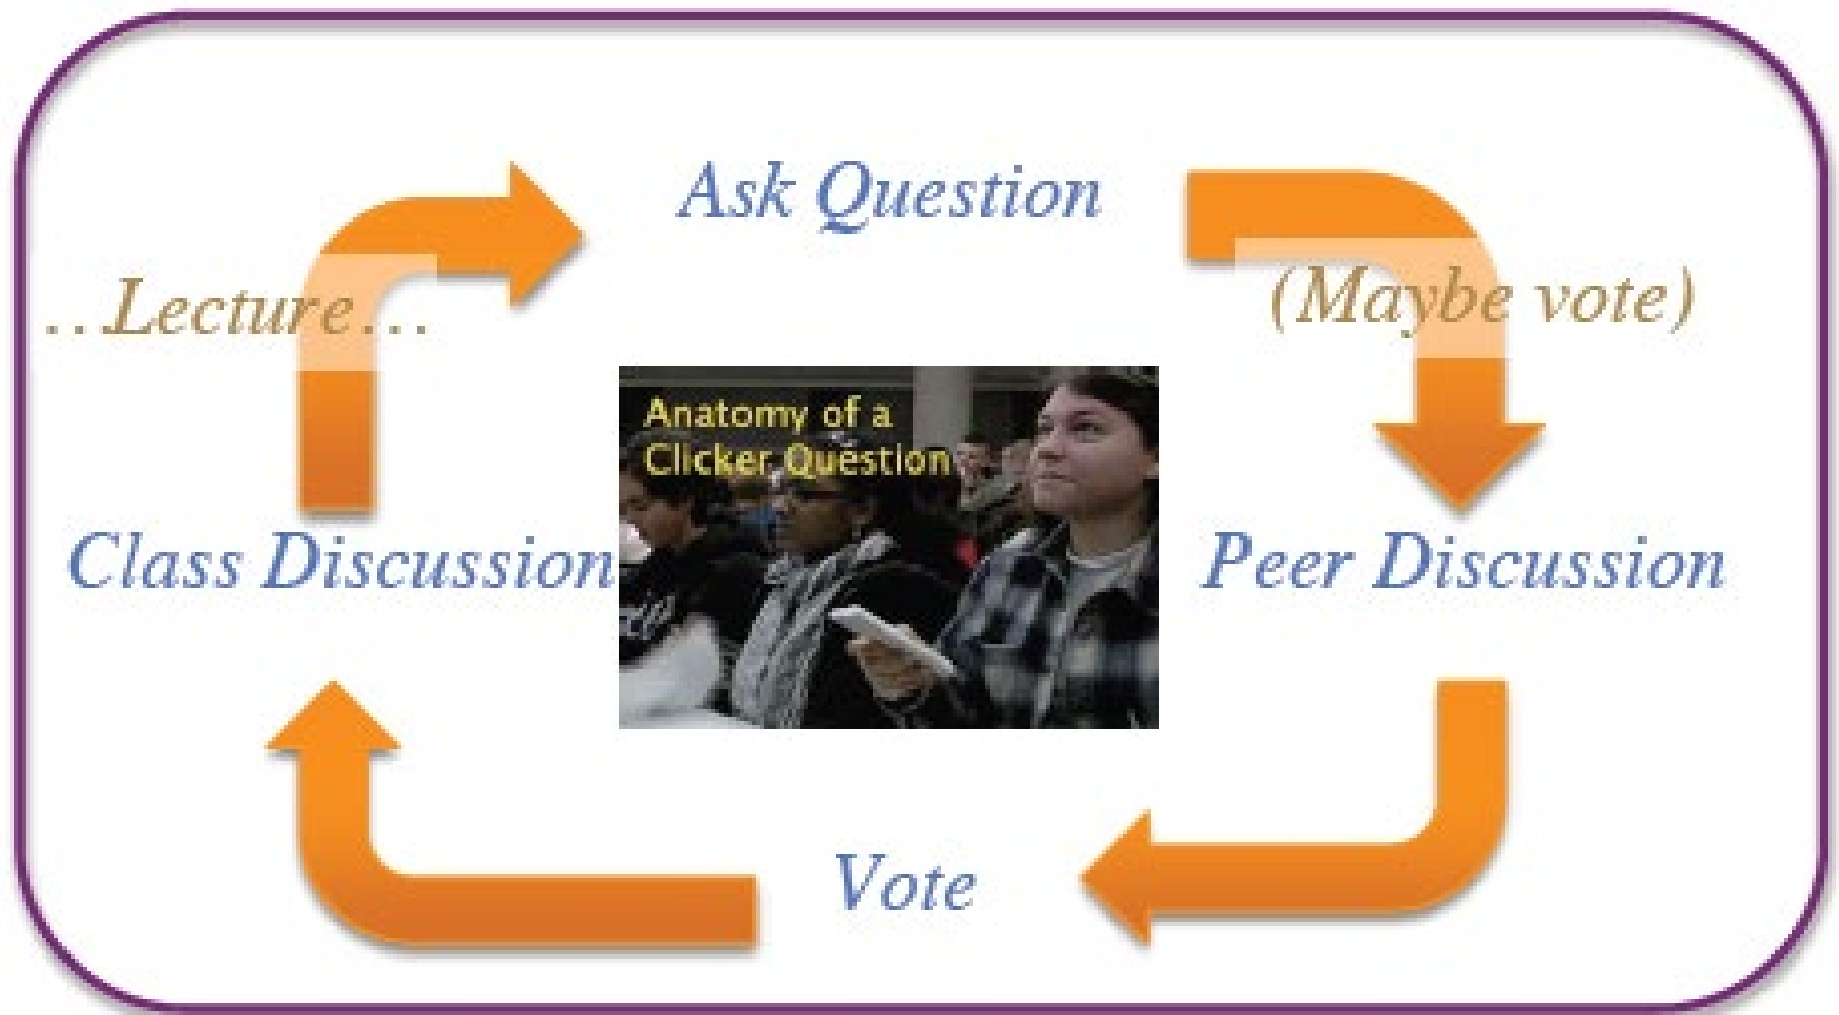 Ask Question
...Lecture...
(Maybe vote)
Anatomy of a
Clicker Question
Class Discussion
Peer Discussion
Vote